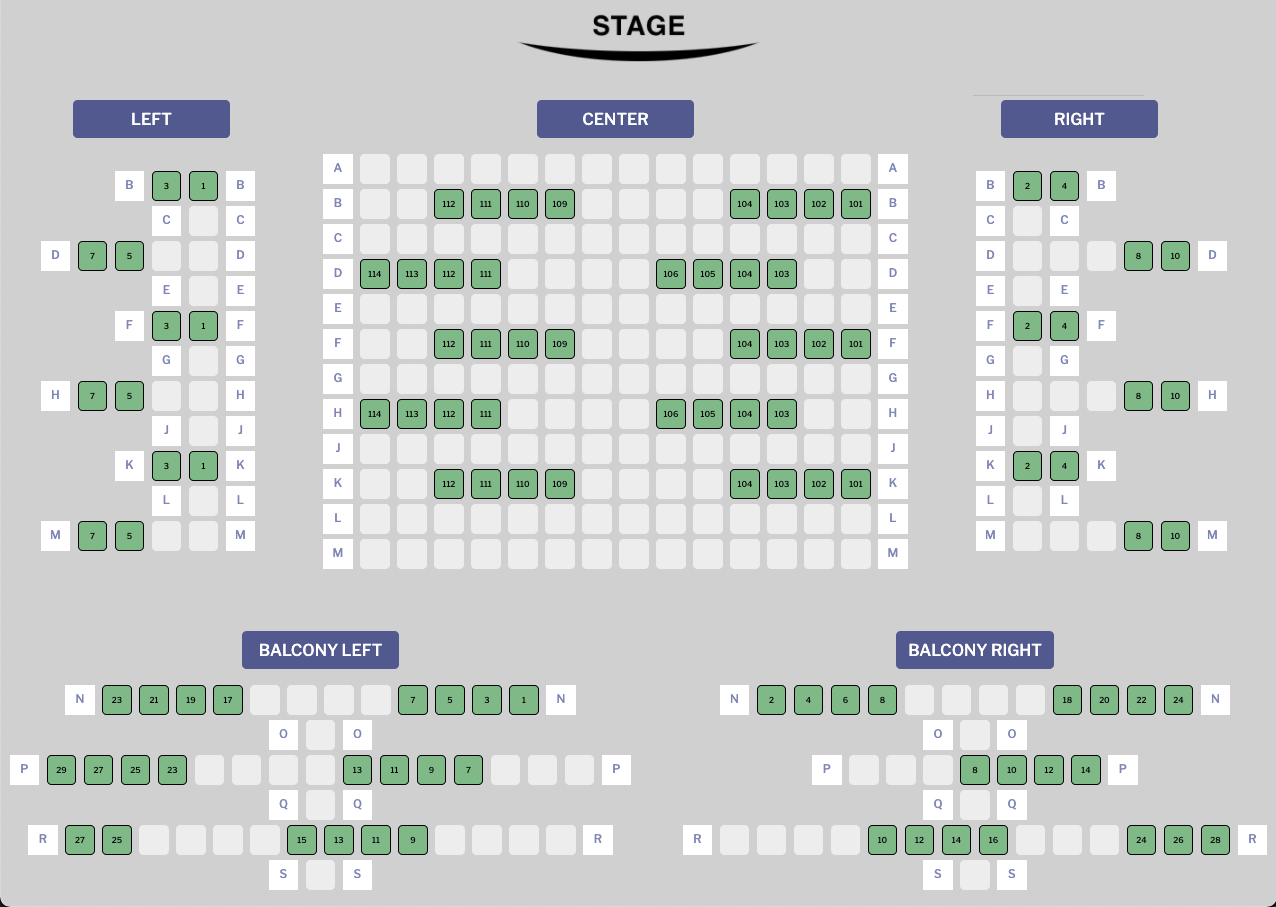 STAGE
LEFT CENTER RIGHT
A A
B 3 1 B B 2 4 B
B 112 111 110 109 104 103 102 101 B
C C C C
C C
D 7 5 D D 8 10 D
D 114 113 112 111 106 105 104 103 D
E E E E
E E
F 3 1 F F 2 4 F
F 112 111 110 109 104 103 102 101 F
G G G G
G G
H 7 5 H H 8 10 H
H 114 113 112 111 106 105 104 103 H
J J J J
J J
K 3 1 K K 2 4 K
K 112 111 110 109 104 103 102 101 K
L L L L
L L
M 7 5 M M 8 10 M
M M
BALCONY LEFT BALCONY RIGHT
N 23 21 19 17 7 5 3 1 N N 2 4 6 8 18 20 22 24 N
O O O O
P 29 27 25 23 13 11 9 7 P P 8 10 12 14 P
Q Q Q Q
R 27 25 15 13 11 9 R R 10 12 14 16 24 26 28 R
S S S S